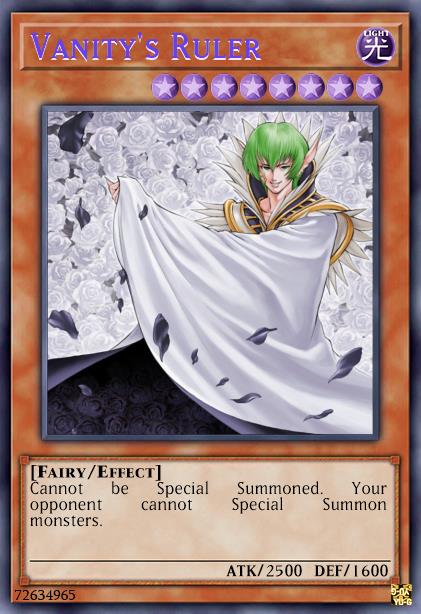 Vanity's Ruler
LIGHT
光
[Fairy/Effect]
Cannot be Special Summoned. Your
opponent cannot Special Summon
monsters.
ATK/2500 DEF/1600
72634965